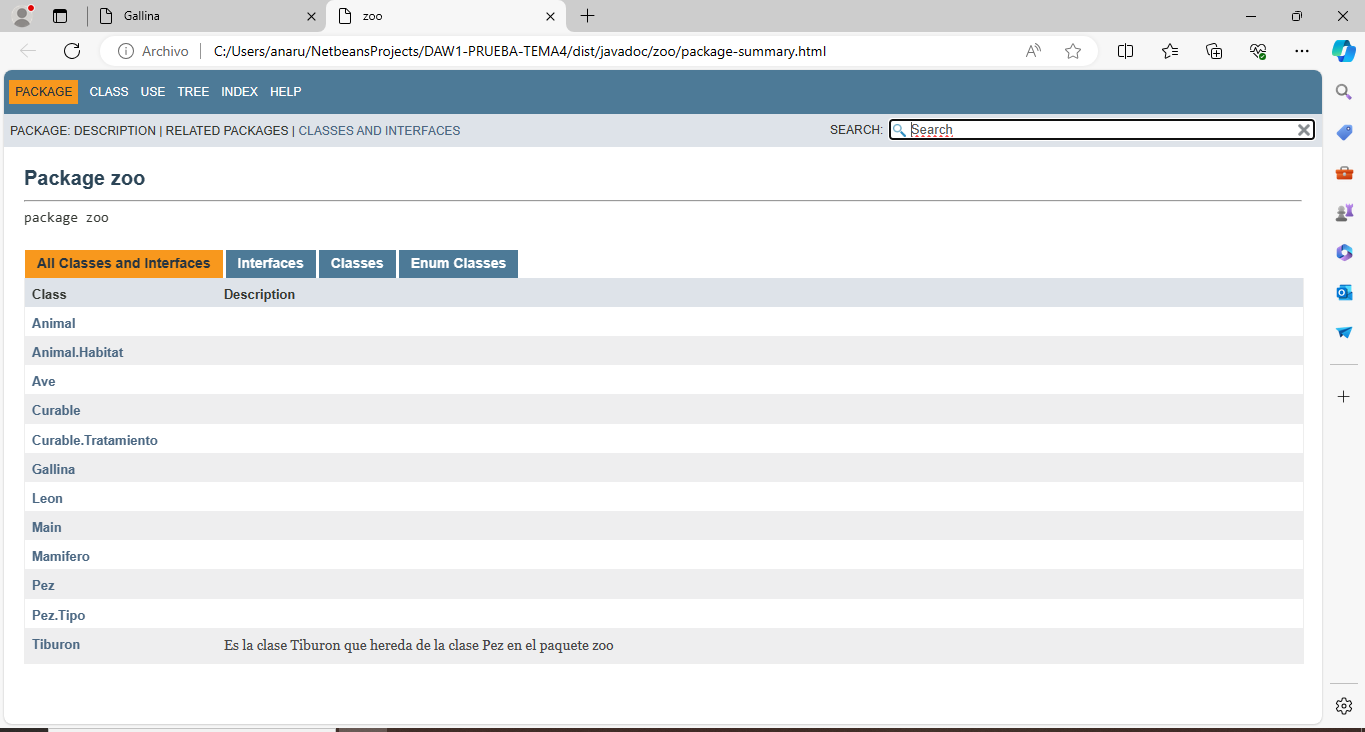 Gallina
zoo
Archivo C:/Users/anaru/NetbeansProjects/DAW1-PRUEBA-TEMA4/dist/javadoc/zoo/package-summary.html
PACKAGE CLASS USE TREE INDEX HELP
PACKAGE: DESCRIPTION | RELATED PACKAGES | CLASSES AND INTERFACES SEARCH: Search
Package zoo
package zoo
All Classes and Interfaces Interfaces Classes Enum Classes
Class Description
Animal
Animal.Habitat
Ave
Curable
Curable.Tratamiento
Gallina
Leon
Main
Mamifero
Pez
Pez.Tipo
Tiburon Es la clase Tiburon que hereda de la clase Pez en el paquete zoo